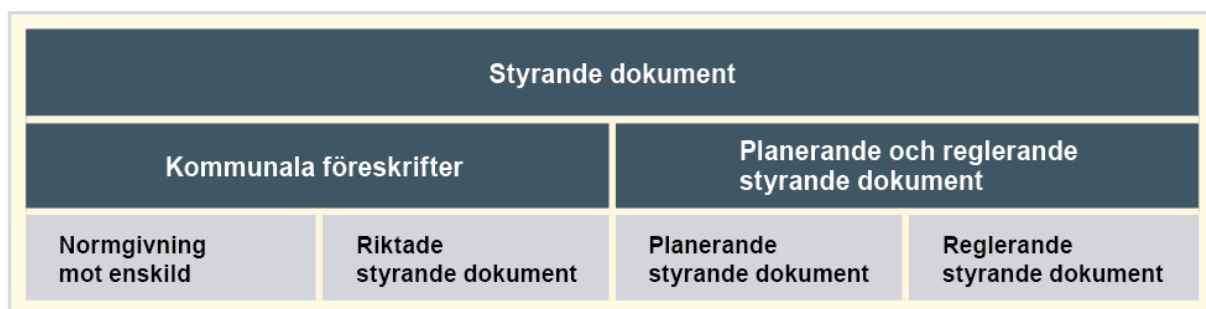 Styrande dokument
Kommunala föreskrifter
Planerande och reglerande
styrande dokument
Normgivning
mot enskild
Riktade
styrande dokument
Planerande
styrande dokument
Reglerande
styrande dokument